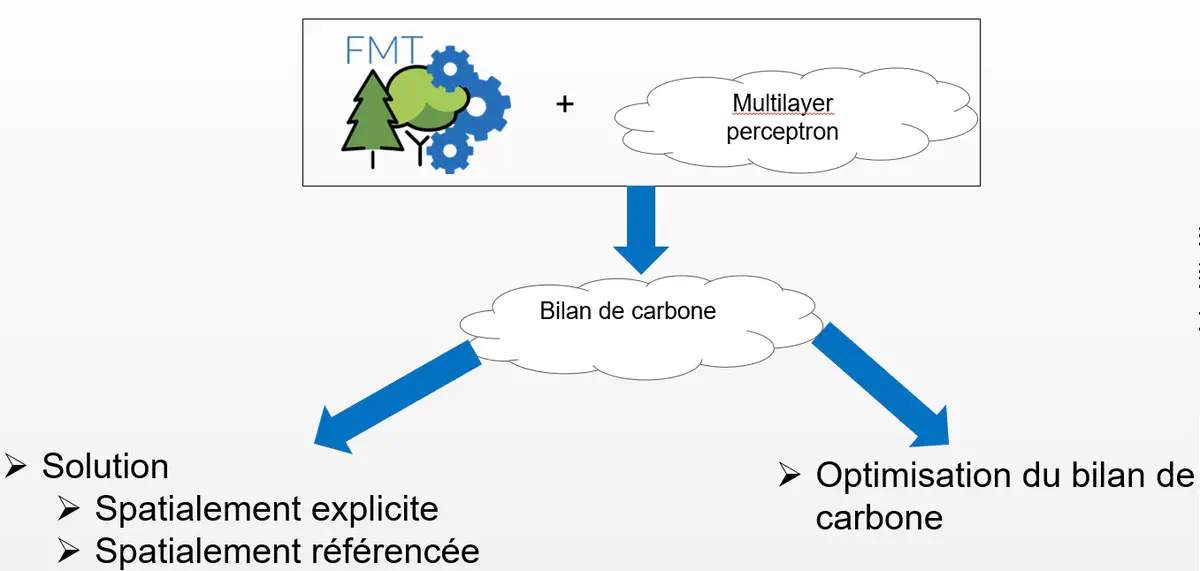 FMT
+
Multilayer
perceptron
Bilan de carbone
Solution
Spatialement explicite
Spatialement référencée
Optimisation du bilan de
carbone